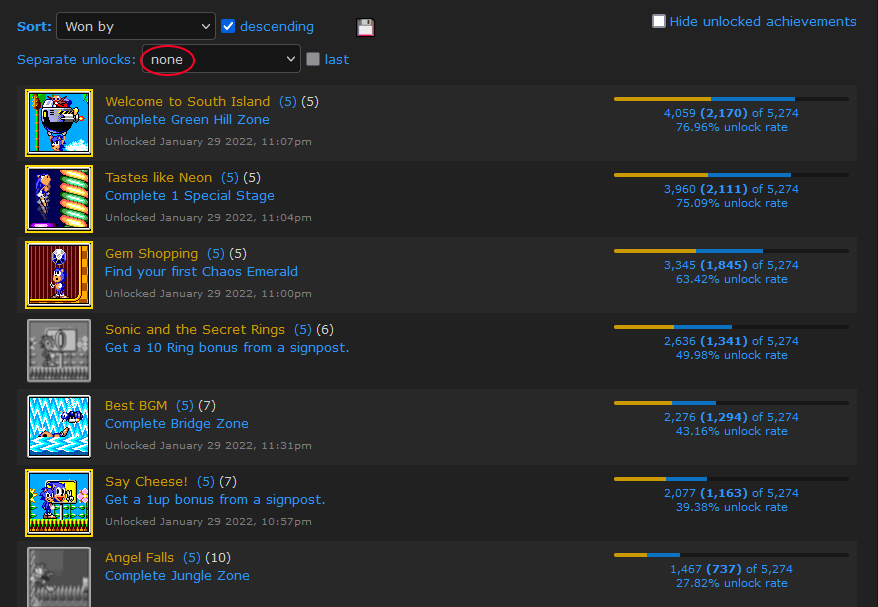 Sort: Won by descending Hide unlocked achievements
Separate unlocks: none last
Welcome to South Island (5) (5)
Complete Green Hill Zone
Unlocked January 29 2022, 11:07pm
4,059 (2,170) of 5,274
76.96% unlock rate
Tastes like Neon (5) (5)
Complete 1 Special Stage
Unlocked January 29 2022, 11:04pm
3,960 (2,111) of 5,274
75.09% unlock rate
Gem Shopping (5) (5)
Find your first Chaos Emerald
Unlocked January 29 2022, 11:00pm
3,345 (1,845) of 5,274
63.42% unlock rate
Sonic and the Secret Rings (5) (6)
Get a 10 Ring bonus from a signpost.
2,636 (1,341) of 5,274
49.98% unlock rate
Best BGM (5) (7)
Complete Bridge Zone
Unlocked January 29 2022, 11:31pm
2,276 (1,294) of 5,274
43.16% unlock rate
Say Cheese! (5) (7)
Get a 1up bonus from a signpost.
Unlocked January 29 2022, 10:57pm
2,077 (1,163) of 5,274
39.38% unlock rate
Angel Falls (5) (10)
Complete Jungle Zone
1,467 (737) of 5,274
27.82% unlock rate